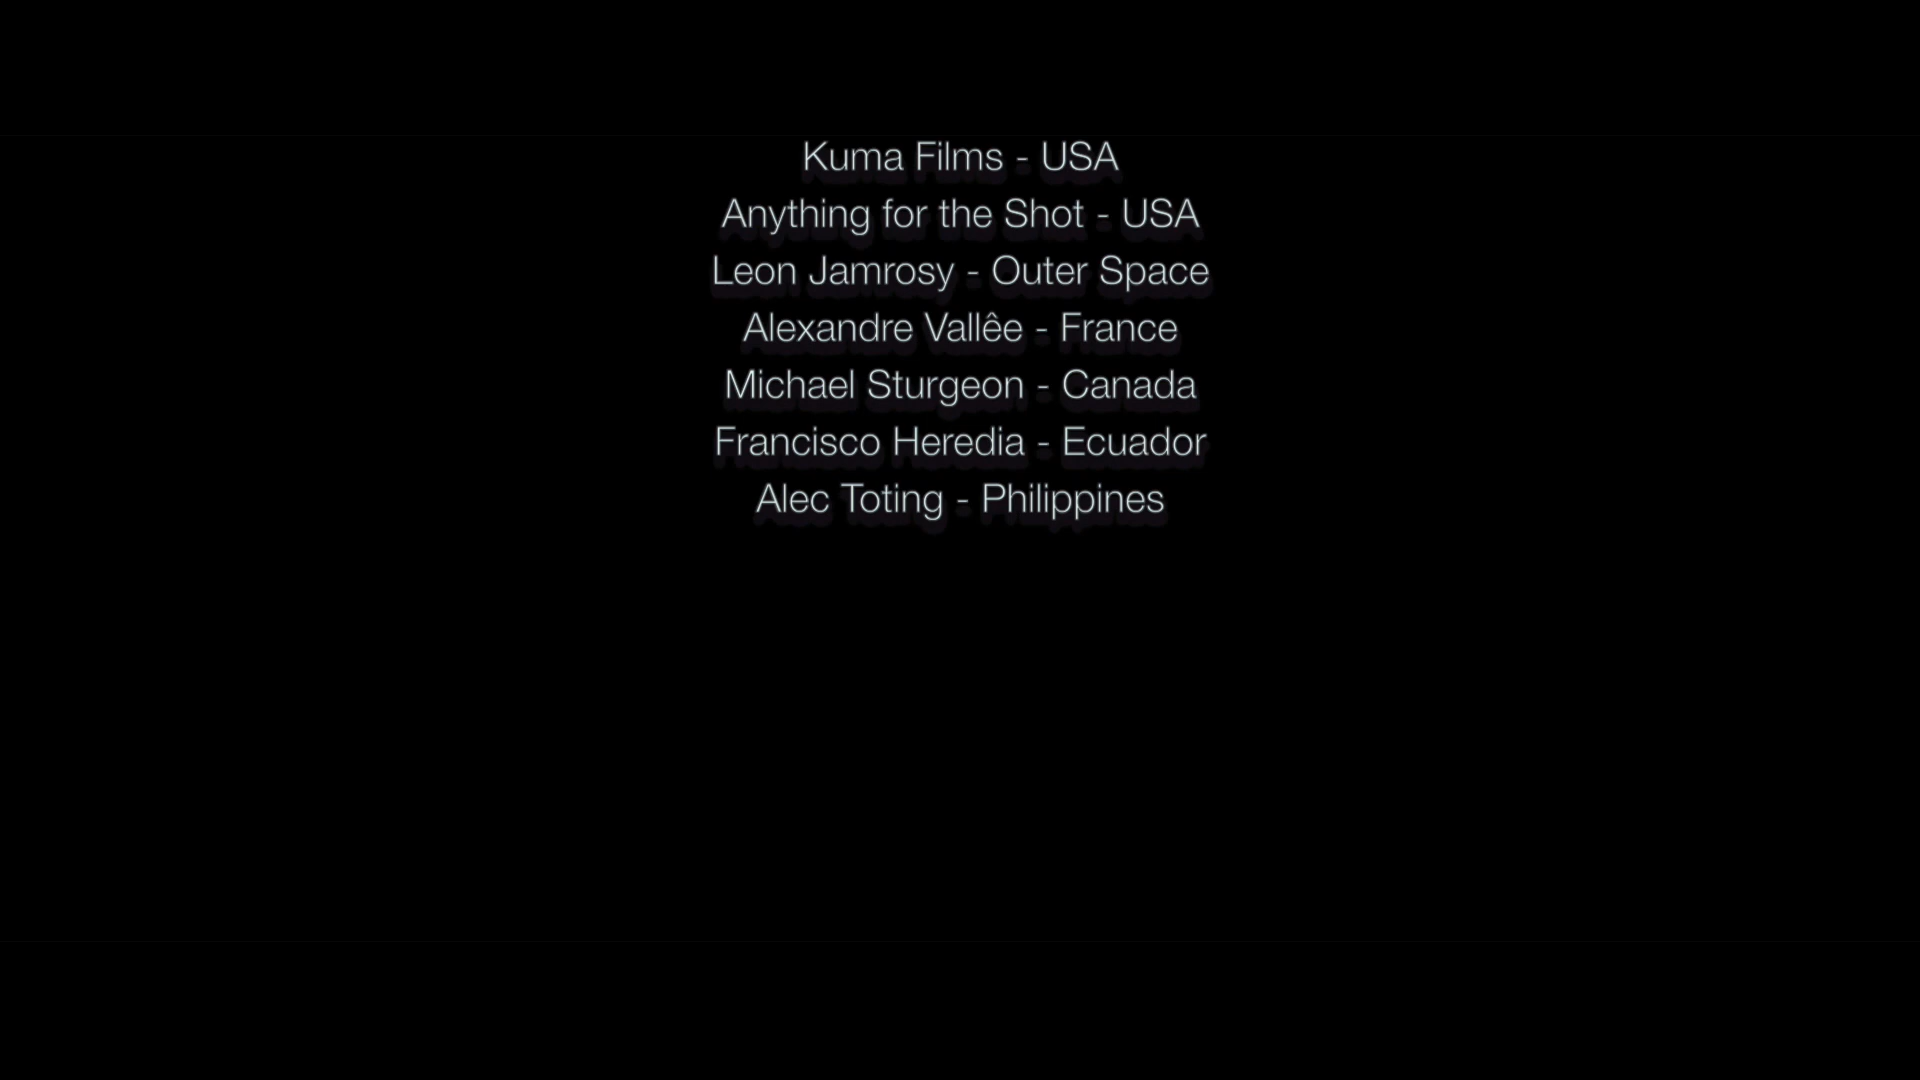 Kuma Films - USA
Anything for the Shot - USA
Leon Jamrosy - Outer Space
Alexandre Vallêe - France
Michael Sturgeon - Canada
Francisco Heredia - Ecuador
Alec Toting - Philippines